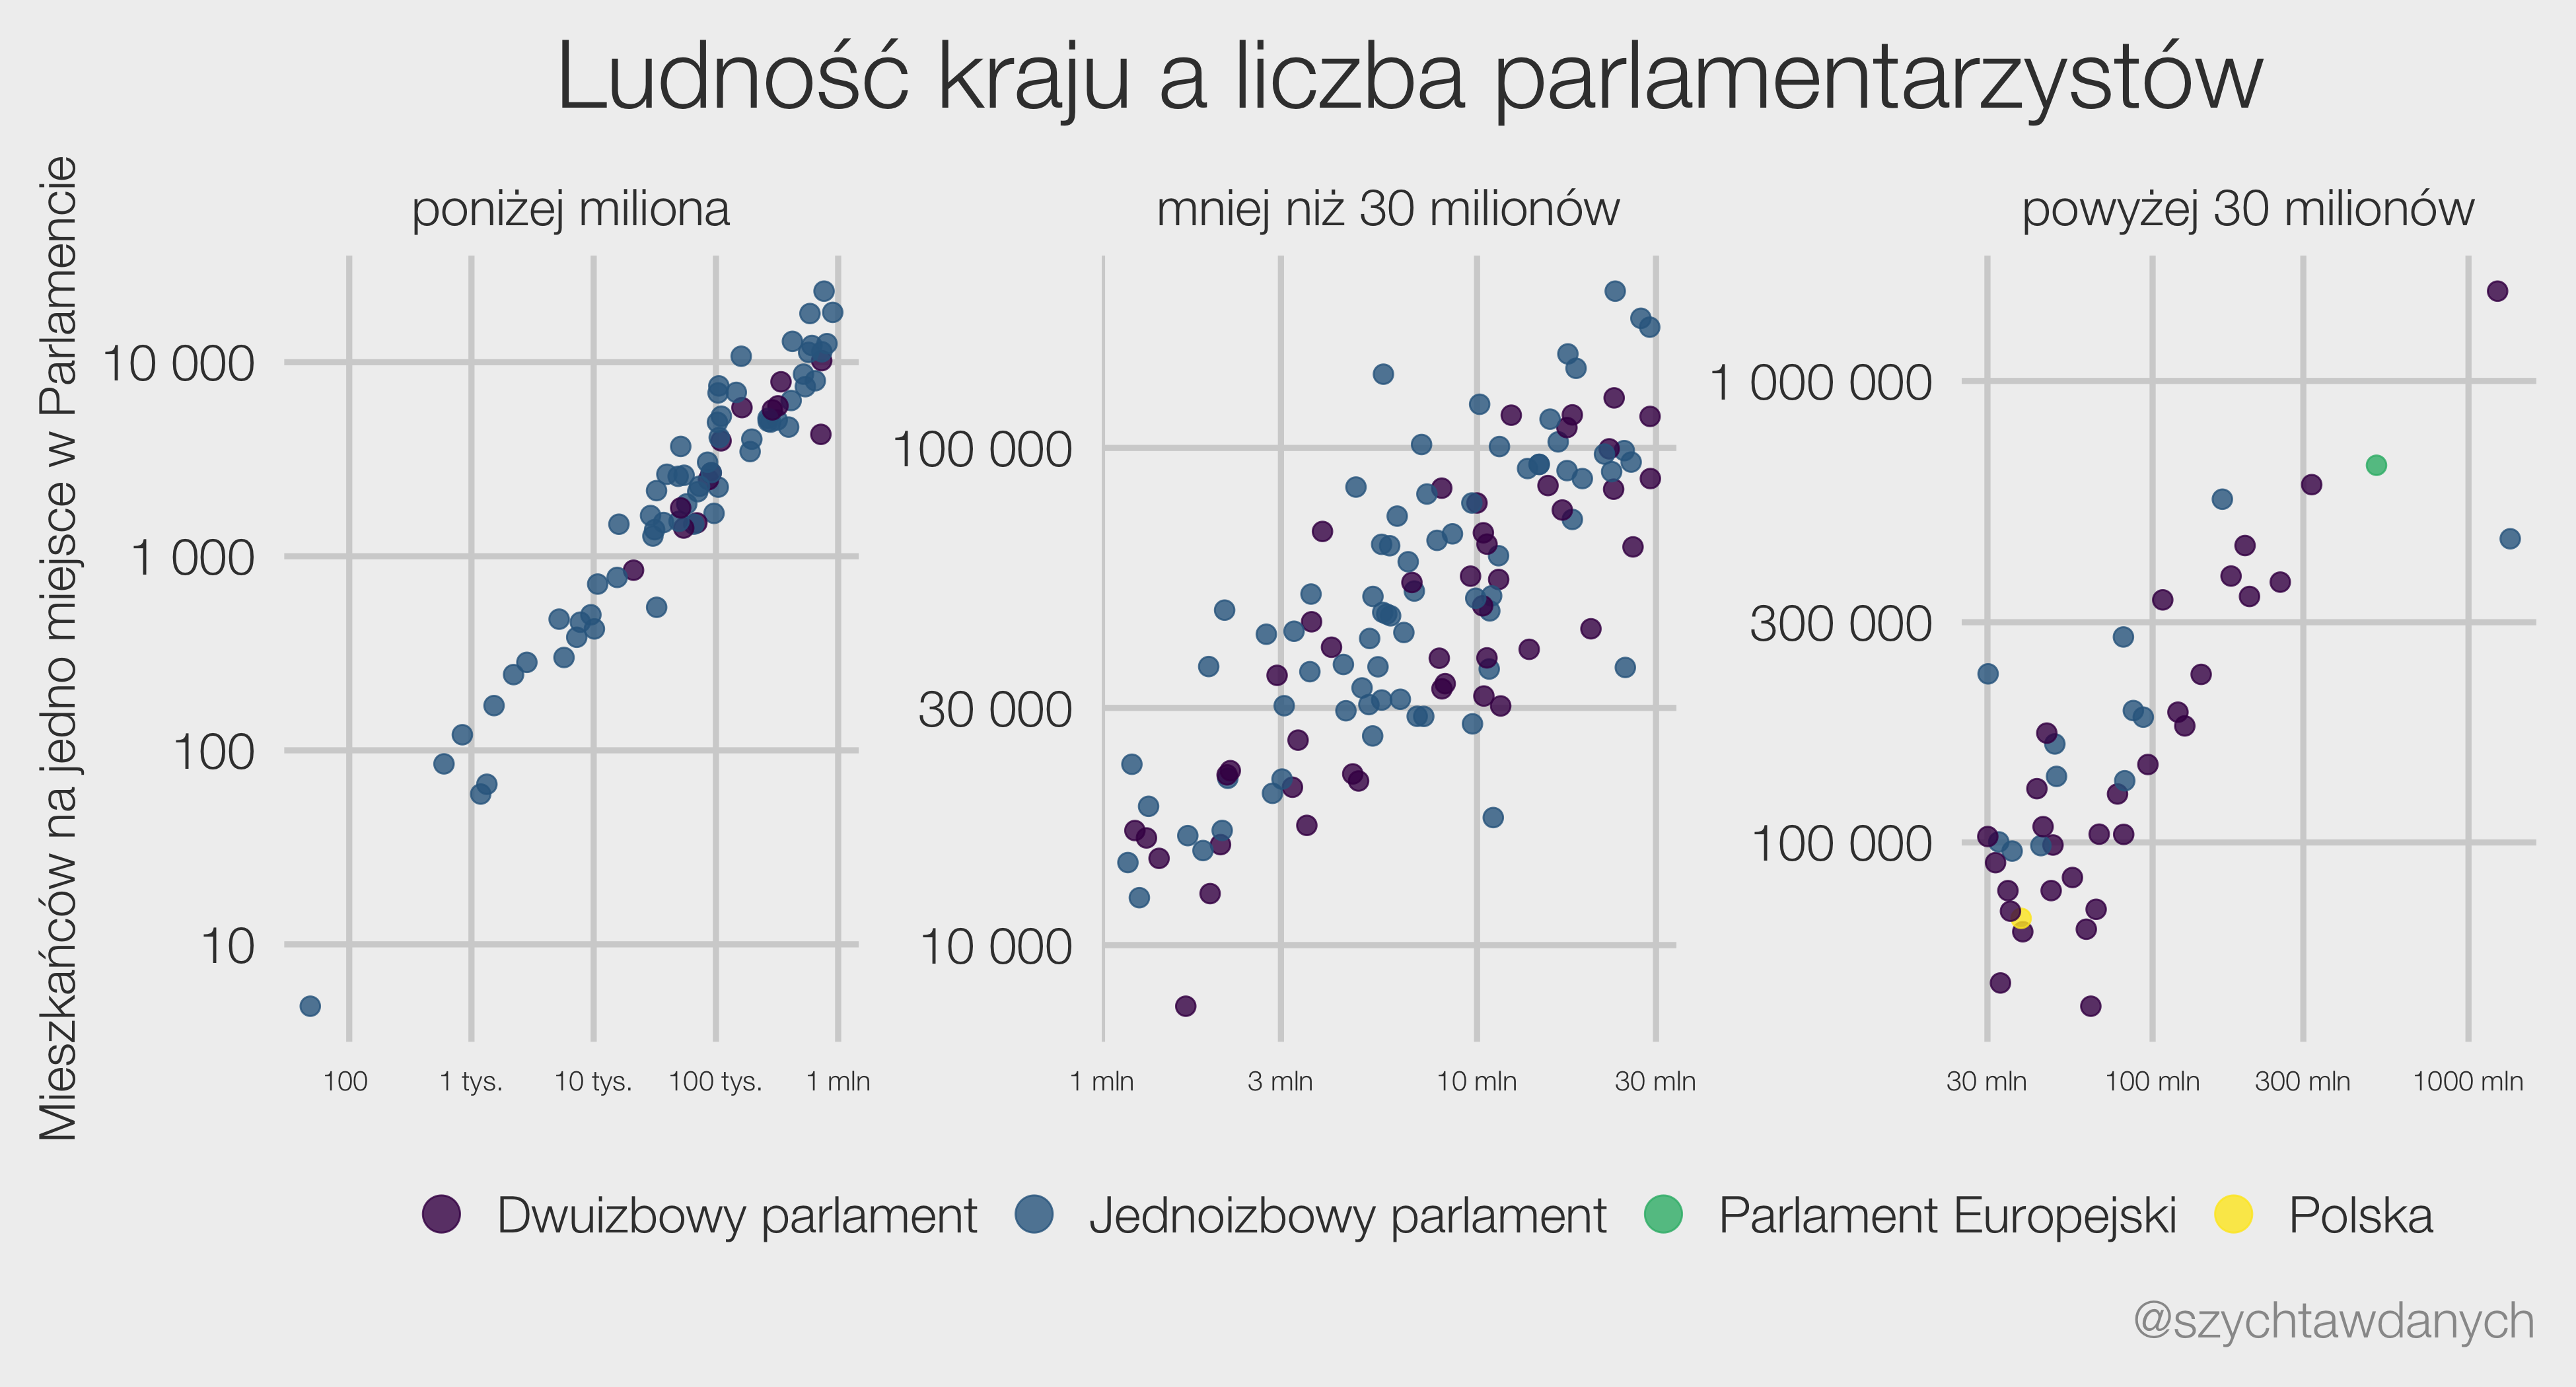 Ludność kraju a liczba parlamentarzystów
Mieszkańców na jedno miejsce w Parlamencie
poniżej miliona
10 000
1 000
100
10
100
1 tys.
10 tys.
100 tys.
1 mln
mniej niż 30 milionów
100 000
30 000
10 000
1 mln
3 mln
10 mln
30 mln
powyżej 30 milionów
1 000 000
300 000
100 000
30 mln
100 mln
300 mln
1000 mln
Dwuizbowy parlament
Jednoizbowy parlament
Parlament Europejski
Polska
@szychtawdanych